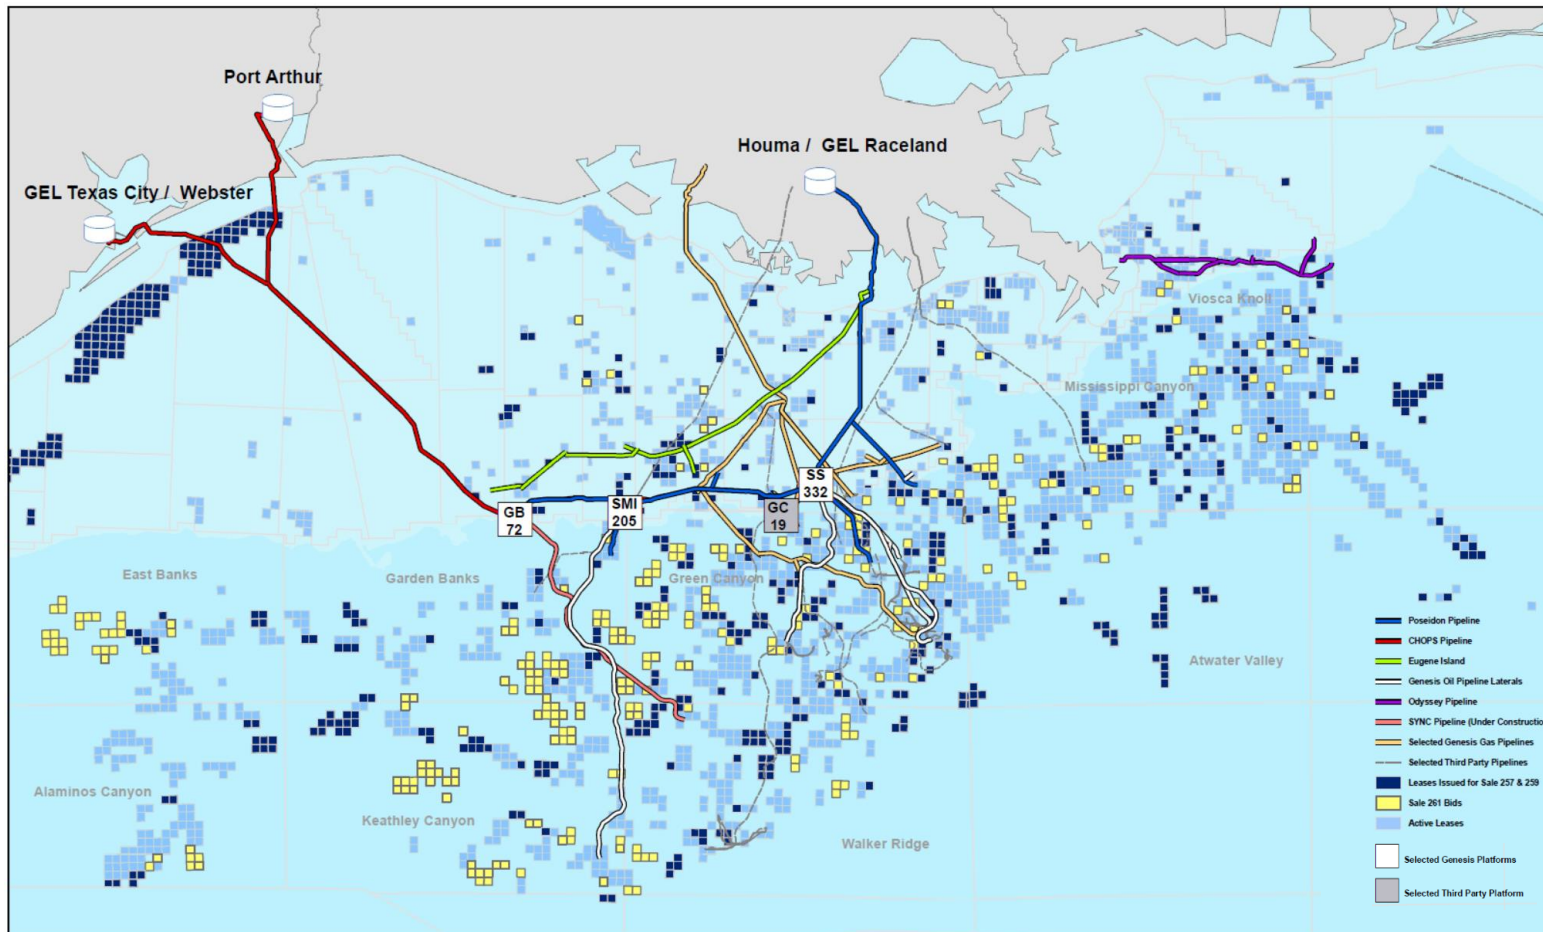 Port Arthur
Houma / GEL Raceland
GEL Texas City / Webster
Viosca Knoll
Mississippi Canyon
SS
332
GB
72
SMI
205
GC
19
East Banks
Garden Banks
Green Canyon
Atwater Valley
Alaminos Canyon
Keathley Canyon
Walker Ridge
Poseidon Pipeline
CHOPS Pipeline
Eugene Island
Genesis Oil Pipeline Laterals
Odyssey Pipeline
SYNC Pipeline (Under Constructio
Selected Genesis Gas Pipelines
Selected Third Party Pipelines
Leases Issued for Sale 257 & 259
Sale 261 Bids
Active Leases
Selected Genesis Platforms
Selected Third Party Platform